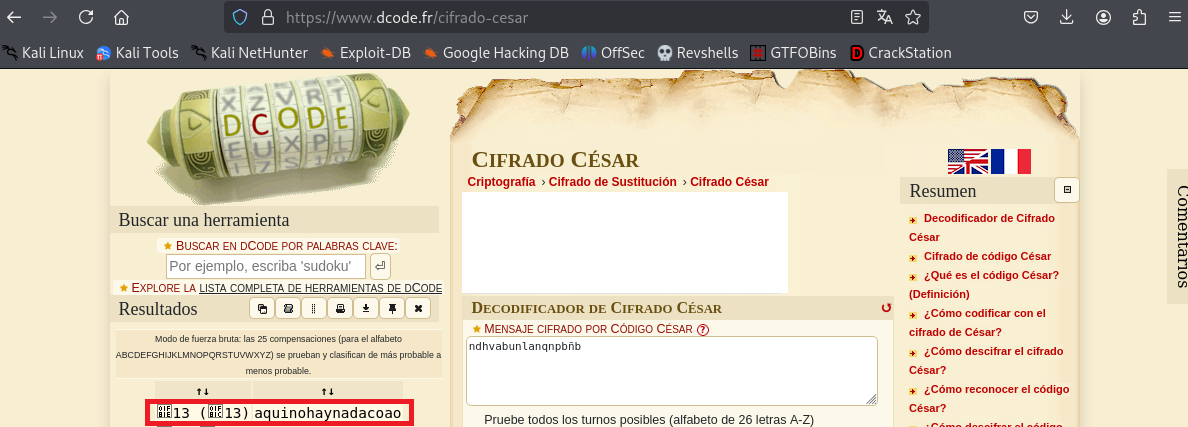 https://www.dcode.fr/cifrado-cesar
Kali Linux Kali Tools Kali NetHunter Exploit-DB Google Hacking DB OffSec Revshells GTFOBins CrackStation
DCODE
Buscar una herramienta
★ Buscar en dCode por palabras clave:
Por ejemplo, escriba 'sudoku'
★ Explore la lista completa de herramientas de dCode
Resultados
Modo de fuerza bruta: las 25 compensaciones (para el alfabeto
ABCDEFGHIJKLMNOPQRSTUVWXYZ) se prueban y clasifican de más probable a
menos probable.
↑↓ ↑↓
13 (13) aquinohaynadacoao
Cifrado César
Criptografía › Cifrado de Sustitución › Cifrado César
Decodificador de Cifrado César
★ Mensaje cifrado por Código César ?
ndhvabunlanqnpbñb
Pruebe todos los turnos posibles (alfabeto de 26 letras A-Z)
Resumen
Decodificador de Cifrado
César
Cifrado de código César
¿Qué es el código César?
(Definición)
¿Cómo codificar con el
cifrado de César?
¿Cómo descifrar el cifrado
César?
¿Cómo reconocer el código
César?
¿Cómo descifrar el código
Comentarios